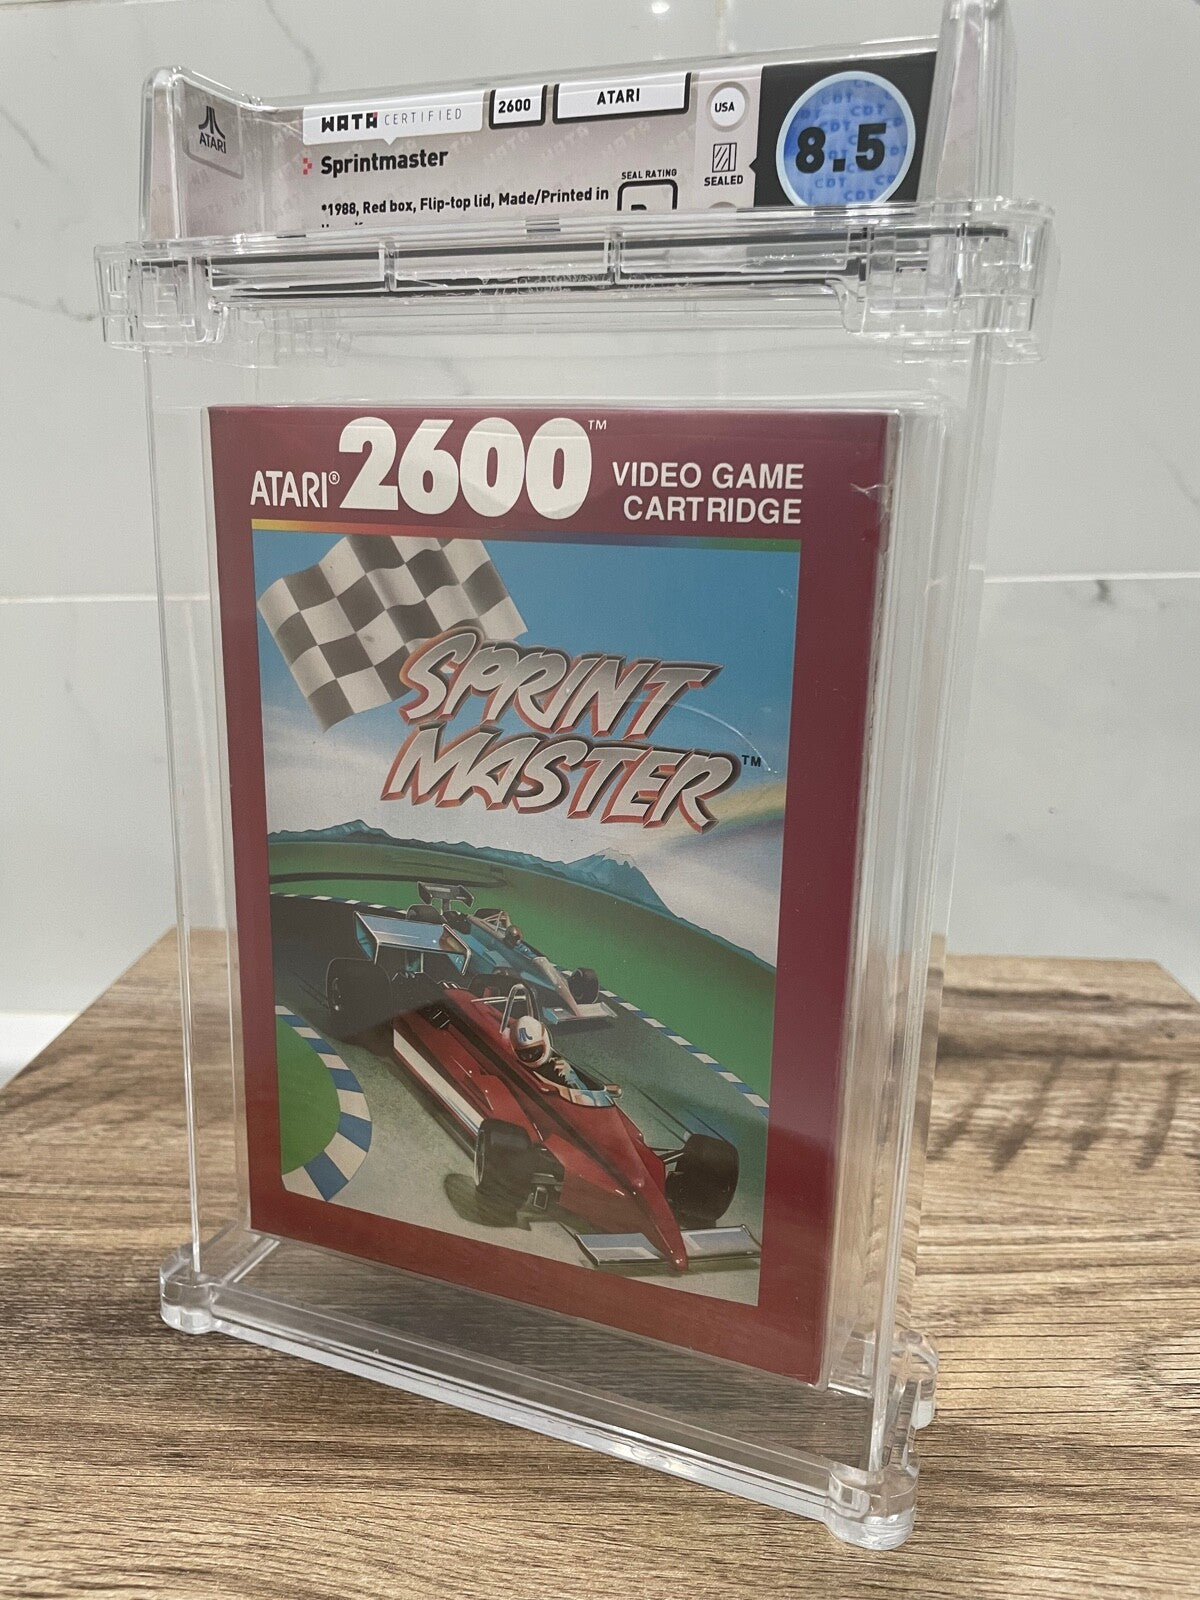 ATARI
WATA CERTIFIED
2600
ATARI
USA
Sprintmaster
*1988, Red box, Flip-top lid, Made/Printed in
SEAL RATING
SEALED
CDT
8.5
ATARI® 2600™ VIDEO GAME
CARTRIDGE
SPRINT
MASTER™